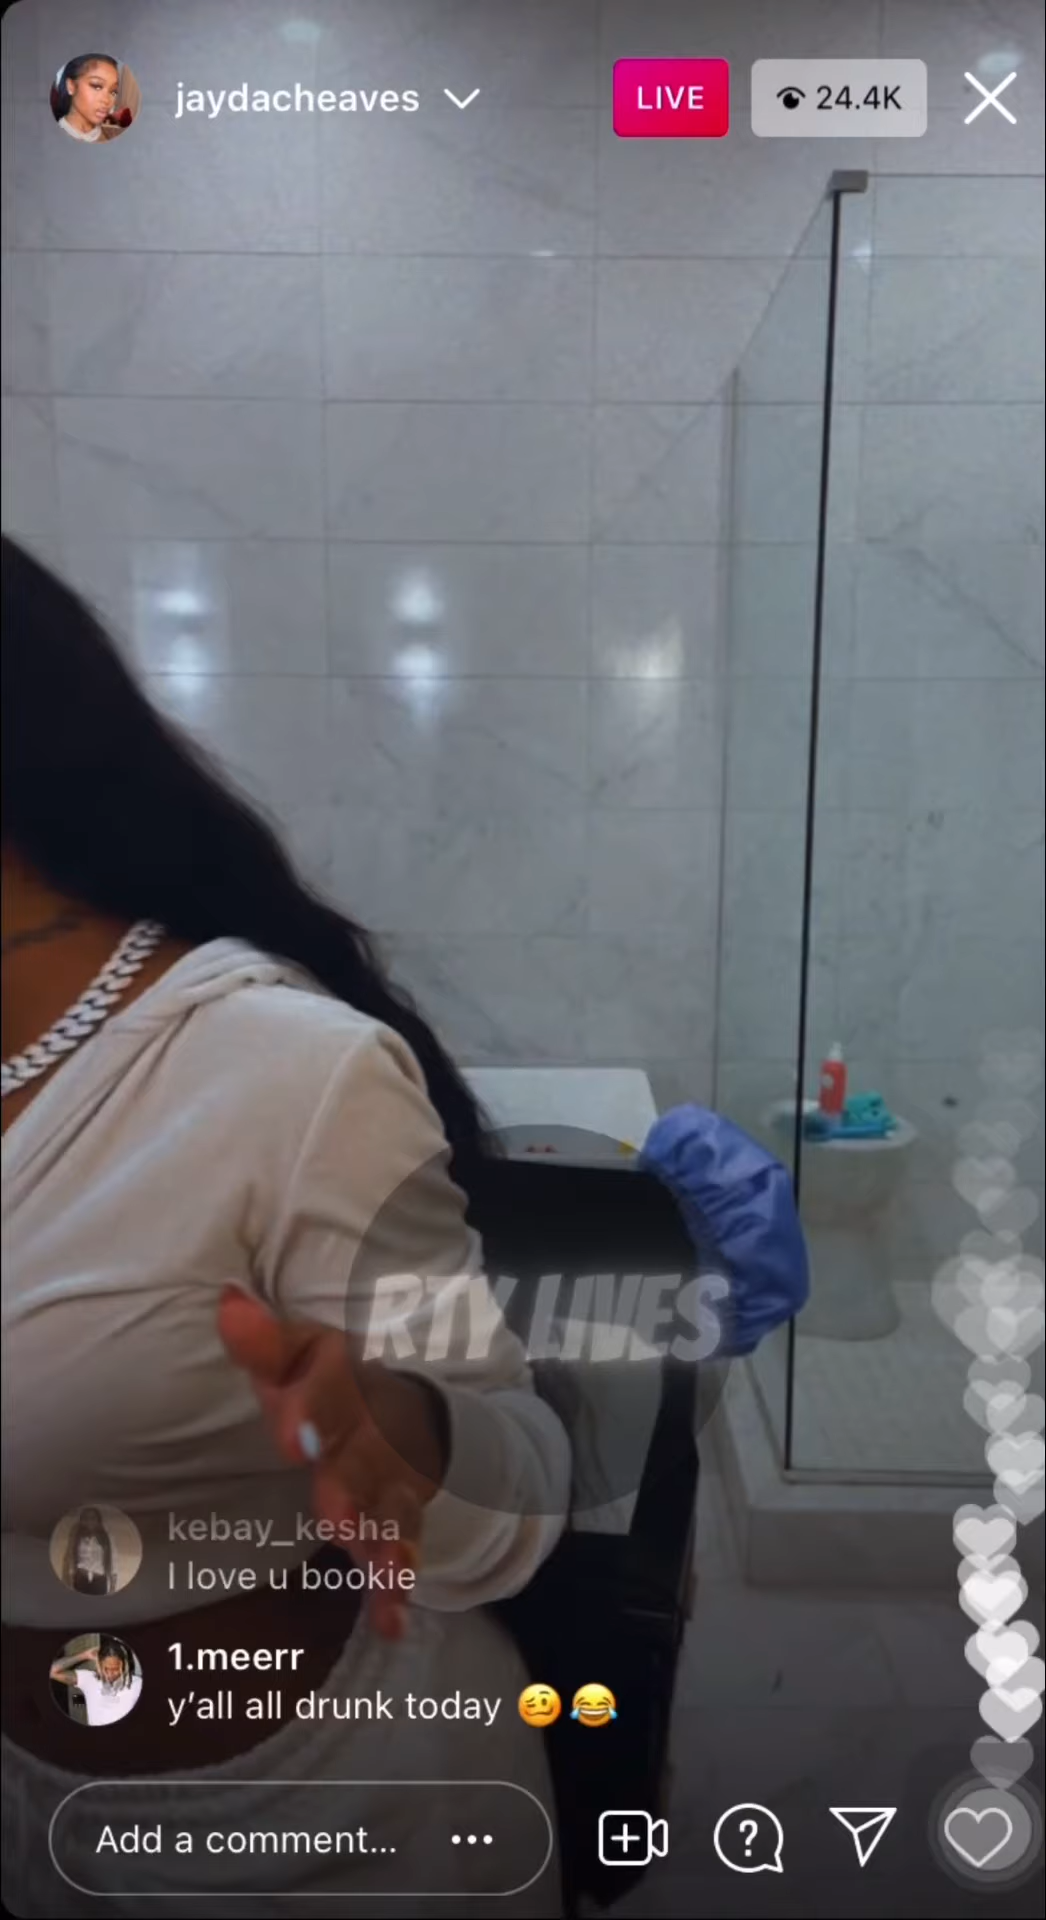 jaydacheaves
LIVE
24.4K
RTY LIVES
kebay_kesha
I love u bookie
1.meerr
y'all all drunk today 🥴😂
Add a comment...